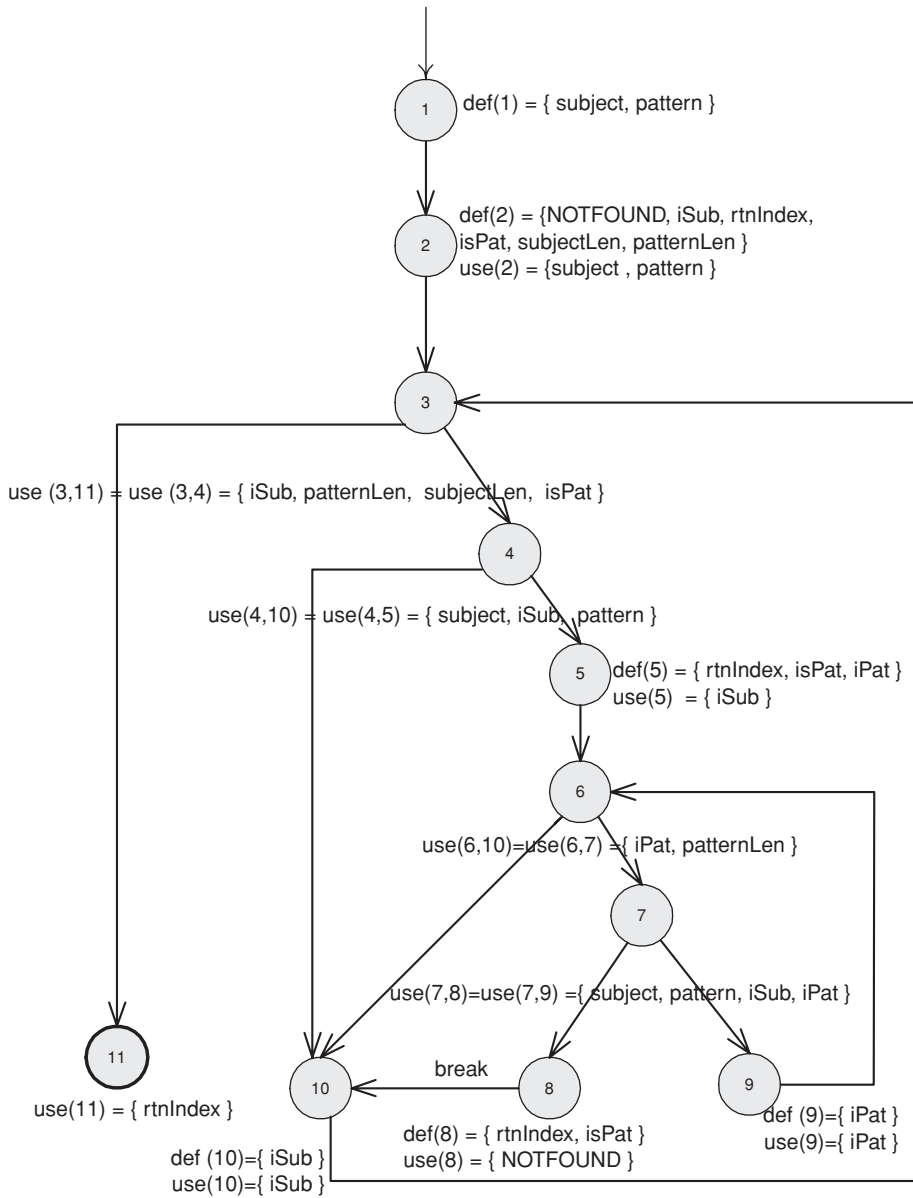 1
def(1) = { subject, pattern }
2
def(2) = {NOTFOUND, iSub, rtnIndex,
isPat, subjectLen, patternLen }
use(2) = {subject , pattern }
3
use (3,11) = use (3,4) = { iSub, patternLen, subjectLen, isPat }
4
use(4,10) = use(4,5) = { subject, iSub, pattern }
5
def(5) = { rtnIndex, isPat, iPat }
use(5) = { iSub }
6
use(6,10)=use(6,7) ={ iPat, patternLen }
7
use(7,8)=use(7,9) ={ subject, pattern, iSub, iPat }
11
use(11) = { rtnIndex }
10
break
8
9
def (10)={ iSub }
use(10)={ iSub }
def(8) = { rtnIndex, isPat }
use(8) = { NOTFOUND }
def (9)={ iPat }
use(9)={ iPat }